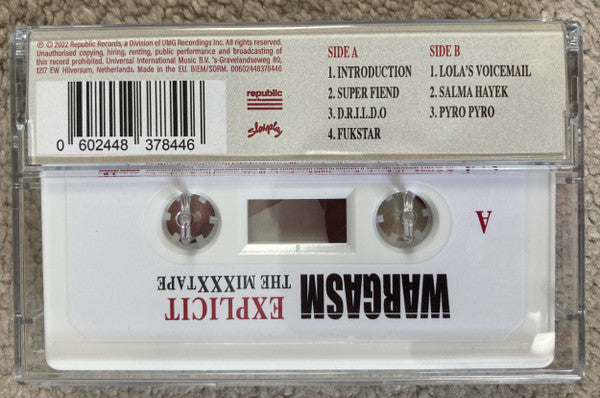 ℗ © 2022 Republic Records, a Division of UMG Recordings Inc. All rights reserved.
Unauthorised copying, hiring, renting, public performance and broadcasting of
this record prohibited. Universal International Music B.V. 's-Gravelandseweg 80,
1217 EW Hilversum, Netherlands. Made in the EU. BIEM/SDRM. 00602448378446
0 602448 378446
republic
Slowplay
SIDE A
1. INTRODUCTION
2. SUPER FIEND
3. D.R.I.L.D.O
4. FUKSTAR
SIDE B
1. LOLA'S VOICEMAIL
2. SALMA HAYEK
3. PYRO PYRO
A
WARGASM
EXPLICIT
THE MIXXXTAPE